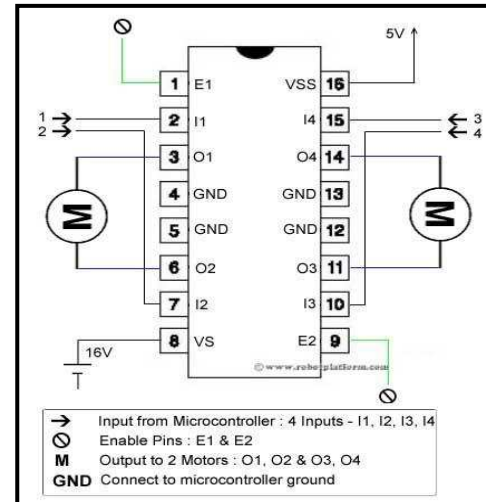 5V
1 E1 VSS 16
1 2 I1 I4 15 3
2 4
3 O1 O4 14
4 GND GND 13
M M
5 GND GND 12
6 O2 O3 11
7 I2 I3 10
16V 8 VS E2 9
© www.robotplatform.com
Input from Microcontroller : 4 Inputs - I1, I2, I3, I4
Enable Pins : E1 & E2
M Output to 2 Motors : O1, O2 & O3, O4
GND Connect to microcontroller ground